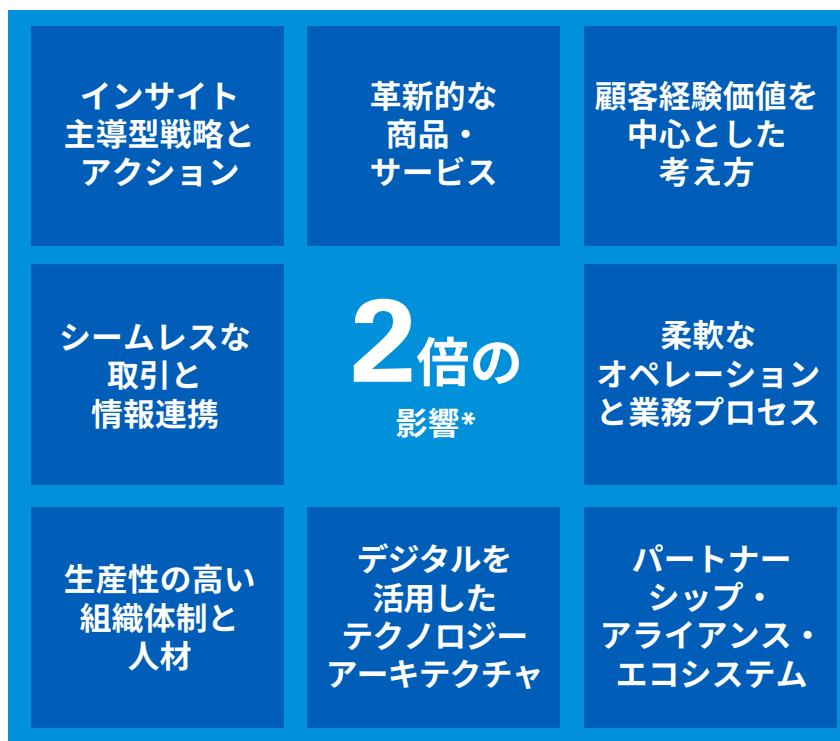 インサイト
主導型戦略と
アクション
革新的な
商品・
サービス
顧客経験価値を
中心とした
考え方
シームレスな
取引と
情報連携
2倍の
影響*
柔軟な
オペレーション
と業務プロセス
生産性の高い
組織体制と
人材
デジタルを
活用した
テクノロジー
アーキテクチャ
パートナー
シップ・
アライアンス・
エコシステム